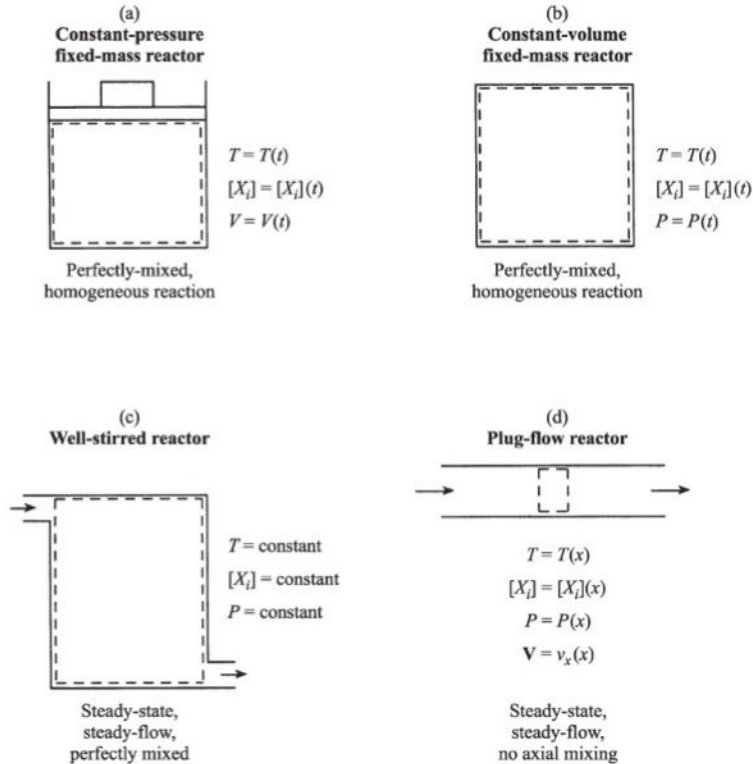 (a)
Constant-pressure
fixed-mass reactor
T = T(t)
[Xᵢ] = [Xᵢ](t)
V = V(t)
Perfectly-mixed,
homogeneous reaction
(b)
Constant-volume
fixed-mass reactor
T = T(t)
[Xᵢ] = [Xᵢ](t)
P = P(t)
Perfectly-mixed,
homogeneous reaction
(c)
Well-stirred reactor
T = constant
[Xᵢ] = constant
P = constant
Steady-state,
steady-flow,
perfectly mixed
(d)
Plug-flow reactor
T = T(x)
[Xᵢ] = [Xᵢ](x)
P = P(x)
V = vₓ(x)
Steady-state,
steady-flow,
no axial mixing